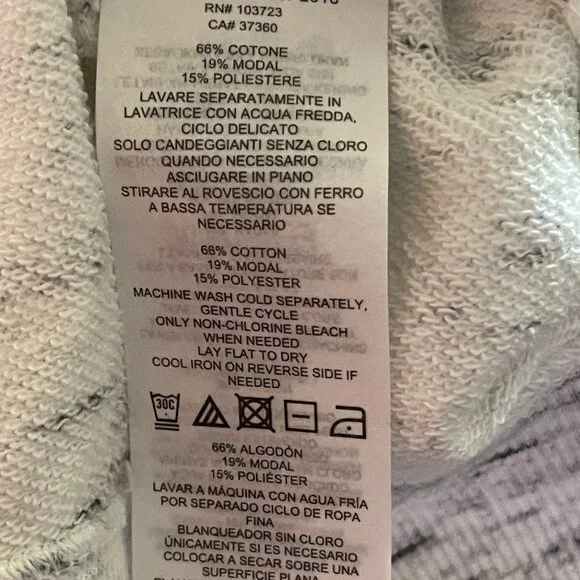 RN# 103723
CA# 37360
66% COTONE
19% MODAL
15% POLIESTERE
LAVARE SEPARATAMENTE IN
LAVATRICE CON ACQUA FREDDA,
CICLO DELICATO
SOLO CANDEGGIANTI SENZA CLORO
QUANDO NECESSARIO
ASCIUGARE IN PIANO
STIRARE AL ROVESCIO CON FERRO
A BASSA TEMPERATURA SE
NECESSARIO
66% COTTON
19% MODAL
15% POLYESTER
MACHINE WASH COLD SEPARATELY,
GENTLE CYCLE
ONLY NON-CHLORINE BLEACH
WHEN NEEDED
LAY FLAT TO DRY
COOL IRON ON REVERSE SIDE IF
NEEDED
30C
66% ALGODÓN
19% MODAL
15% POLIÉSTER
LAVAR A MÁQUINA CON AGUA FRÍA
POR SEPARADO CICLO DE ROPA
FINA
BLANQUEADOR SIN CLORO
ÚNICAMENTE SI ES NECESARIO
COLOCAR A SECAR SOBRE UNA
SUPERFICIE PLANA